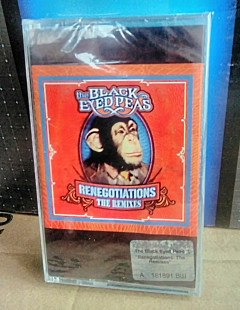 the BLACK
EYED PEAS
RENEGOTIATIONS
THE REMIXES
The Black Eyed Peas
Renegotiations: The
Remixes